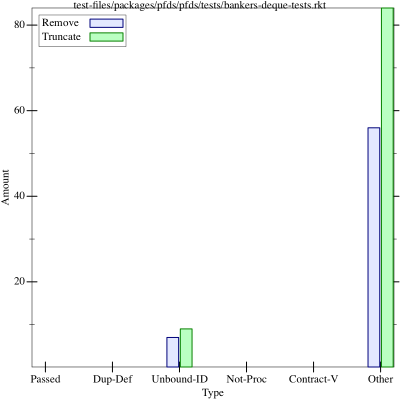 test-files/packages/pfds/pfds/tests/bankers-deque-tests.rkt
Remove
Truncate
80
60
40
20
Amount
Passed Dup-Def Unbound-ID Not-Proc Contract-V Other
Type